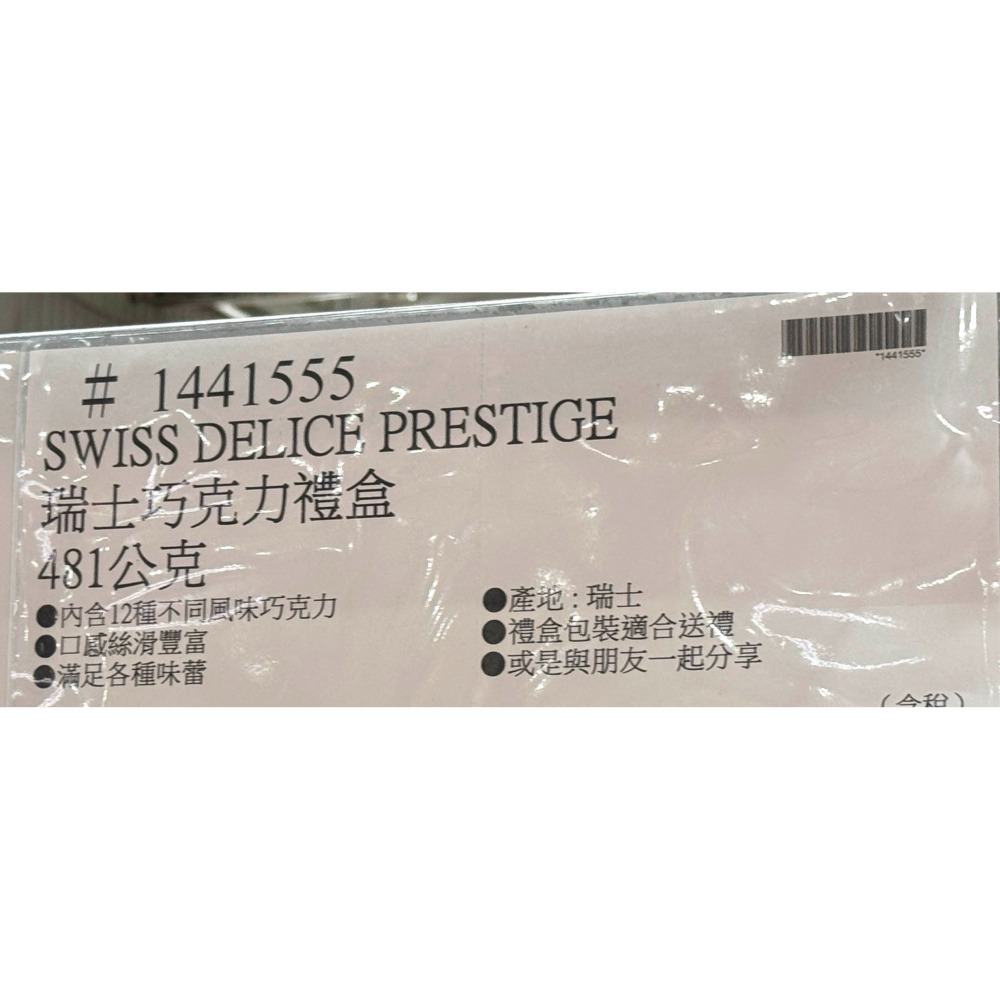 *1441555*
# 1441555
SWISS DELICE PRESTIGE
瑞士巧克力禮盒
481公克
●內含12種不同風味巧克力
●口感絲滑豐富
●滿足各種味蕾
●產地：瑞士
●禮盒包裝適合送禮
●或是與朋友一起分享
(含稅)